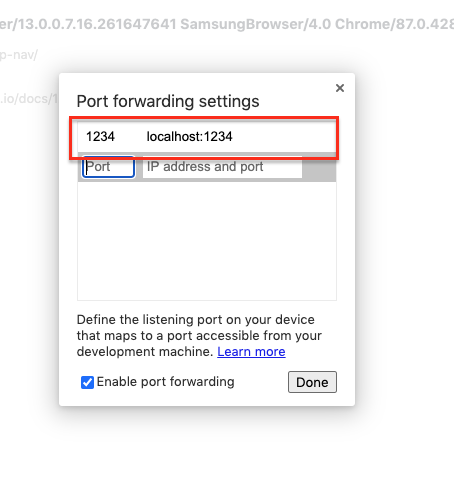 er/13.0.0.7.16.261647641 SamsungBrowser/4.0 Chrome/87.0.428
p-nav/
.io/docs/1
×
Port forwarding settings
1234 localhost:1234
Port IP address and port
Define the listening port on your device
that maps to a port accessible from your
development machine. Learn more
Enable port forwarding Done